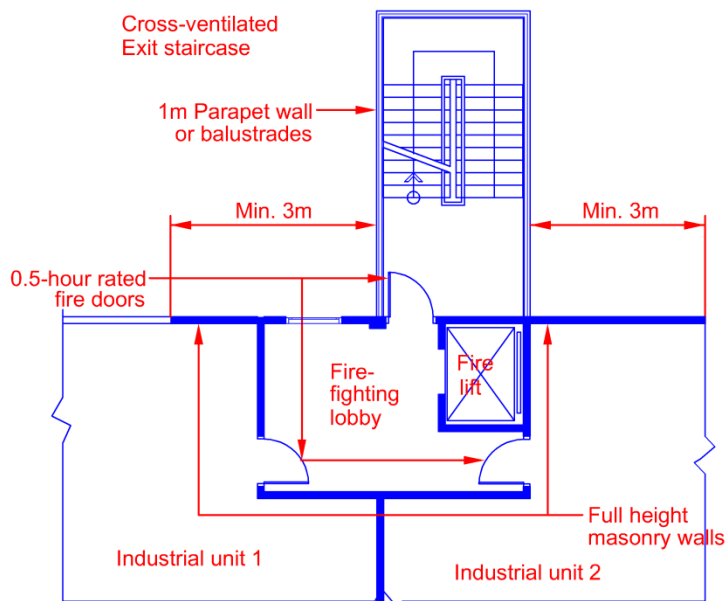 Cross-ventilated
Exit staircase
1m Parapet wall
or balustrades
Min. 3m
Min. 3m
0.5-hour rated
fire doors
Fire-
fighting
lobby
Fire
lift
Full height
masonry walls
Industrial unit 1
Industrial unit 2